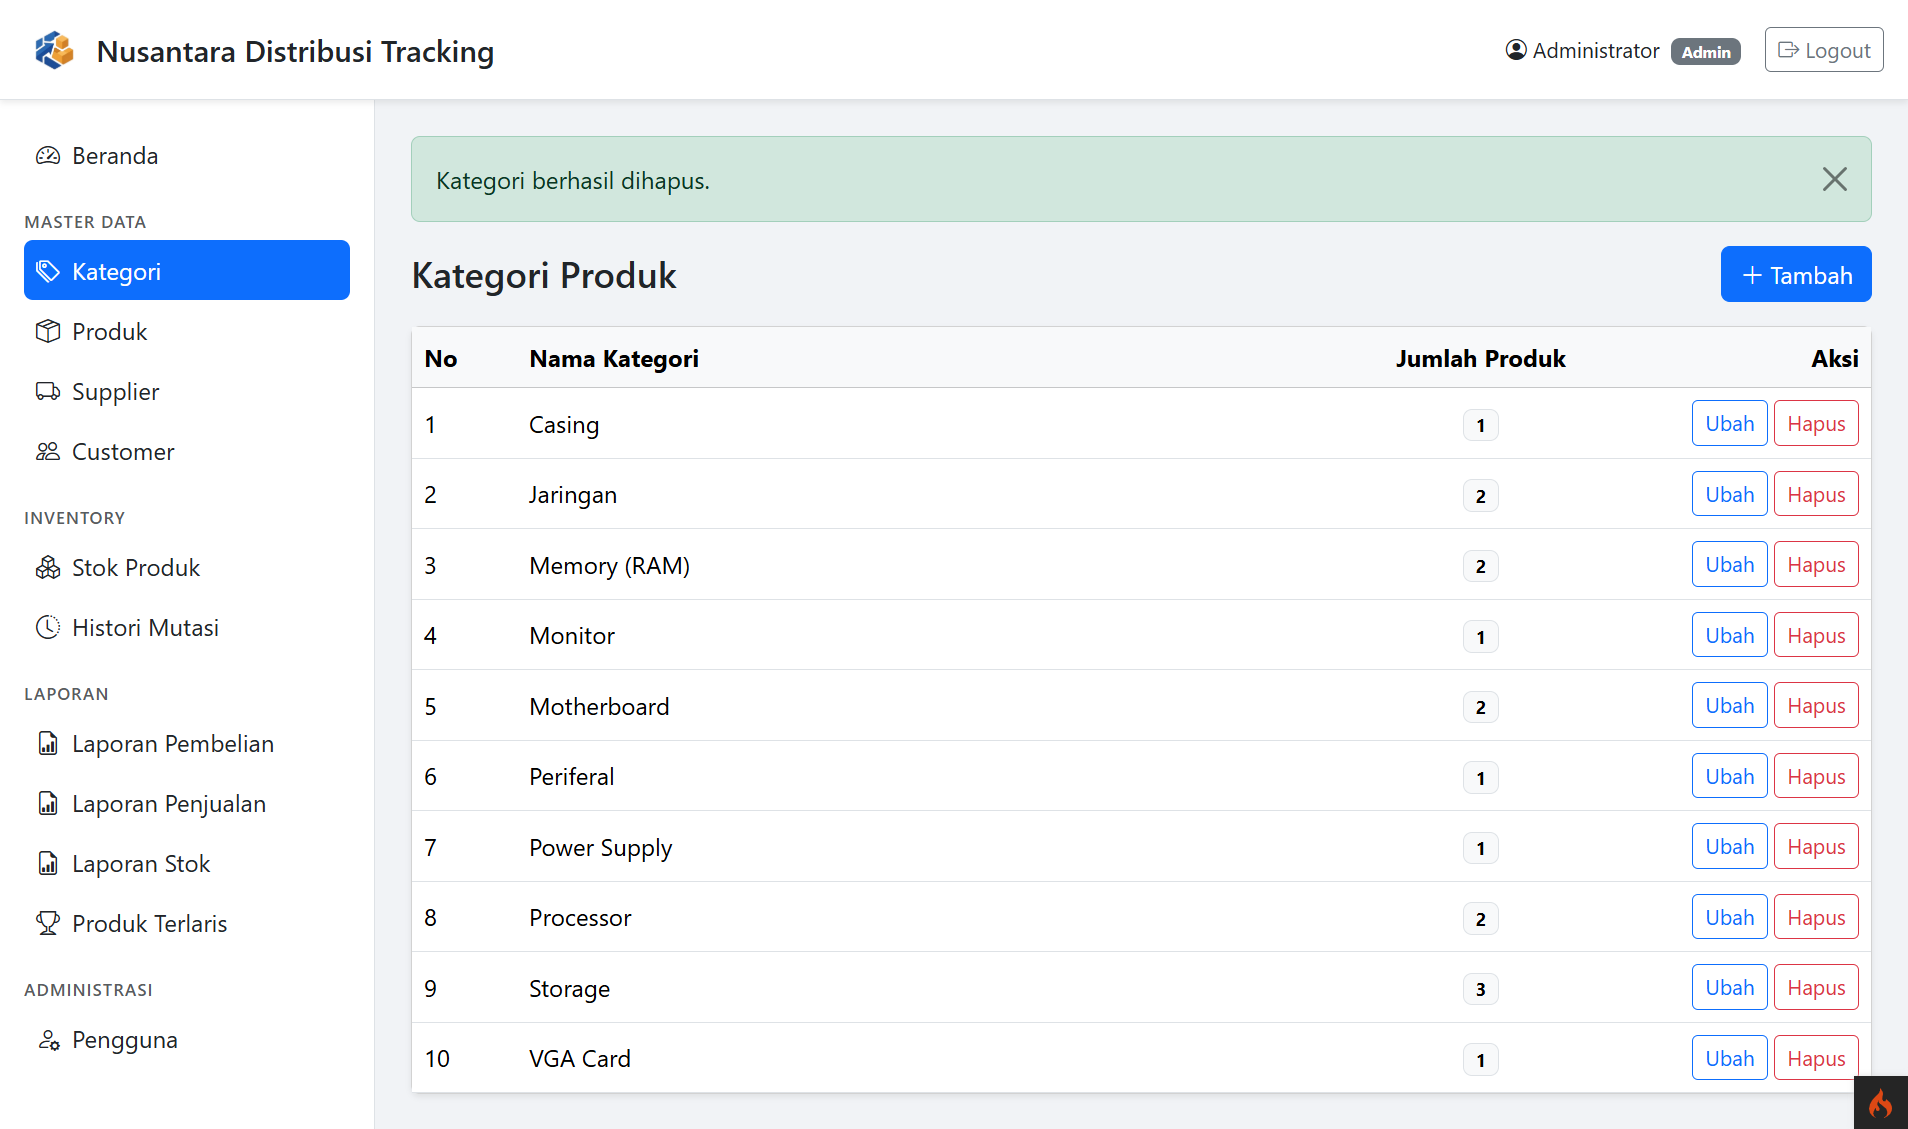 Nusantara Distribusi Tracking
Administrator Admin Logout
Beranda
MASTER DATA
Kategori
Produk
Supplier
Customer
INVENTORY
Stok Produk
Histori Mutasi
LAPORAN
Laporan Pembelian
Laporan Penjualan
Laporan Stok
Produk Terlaris
ADMINISTRASI
Pengguna
Kategori berhasil dihapus.
Kategori Produk
+ Tambah
No Nama Kategori Jumlah Produk Aksi
1 Casing 1 Ubah Hapus
2 Jaringan 2 Ubah Hapus
3 Memory (RAM) 2 Ubah Hapus
4 Monitor 1 Ubah Hapus
5 Motherboard 2 Ubah Hapus
6 Periferal 1 Ubah Hapus
7 Power Supply 1 Ubah Hapus
8 Processor 2 Ubah Hapus
9 Storage 3 Ubah Hapus
10 VGA Card 1 Ubah Hapus